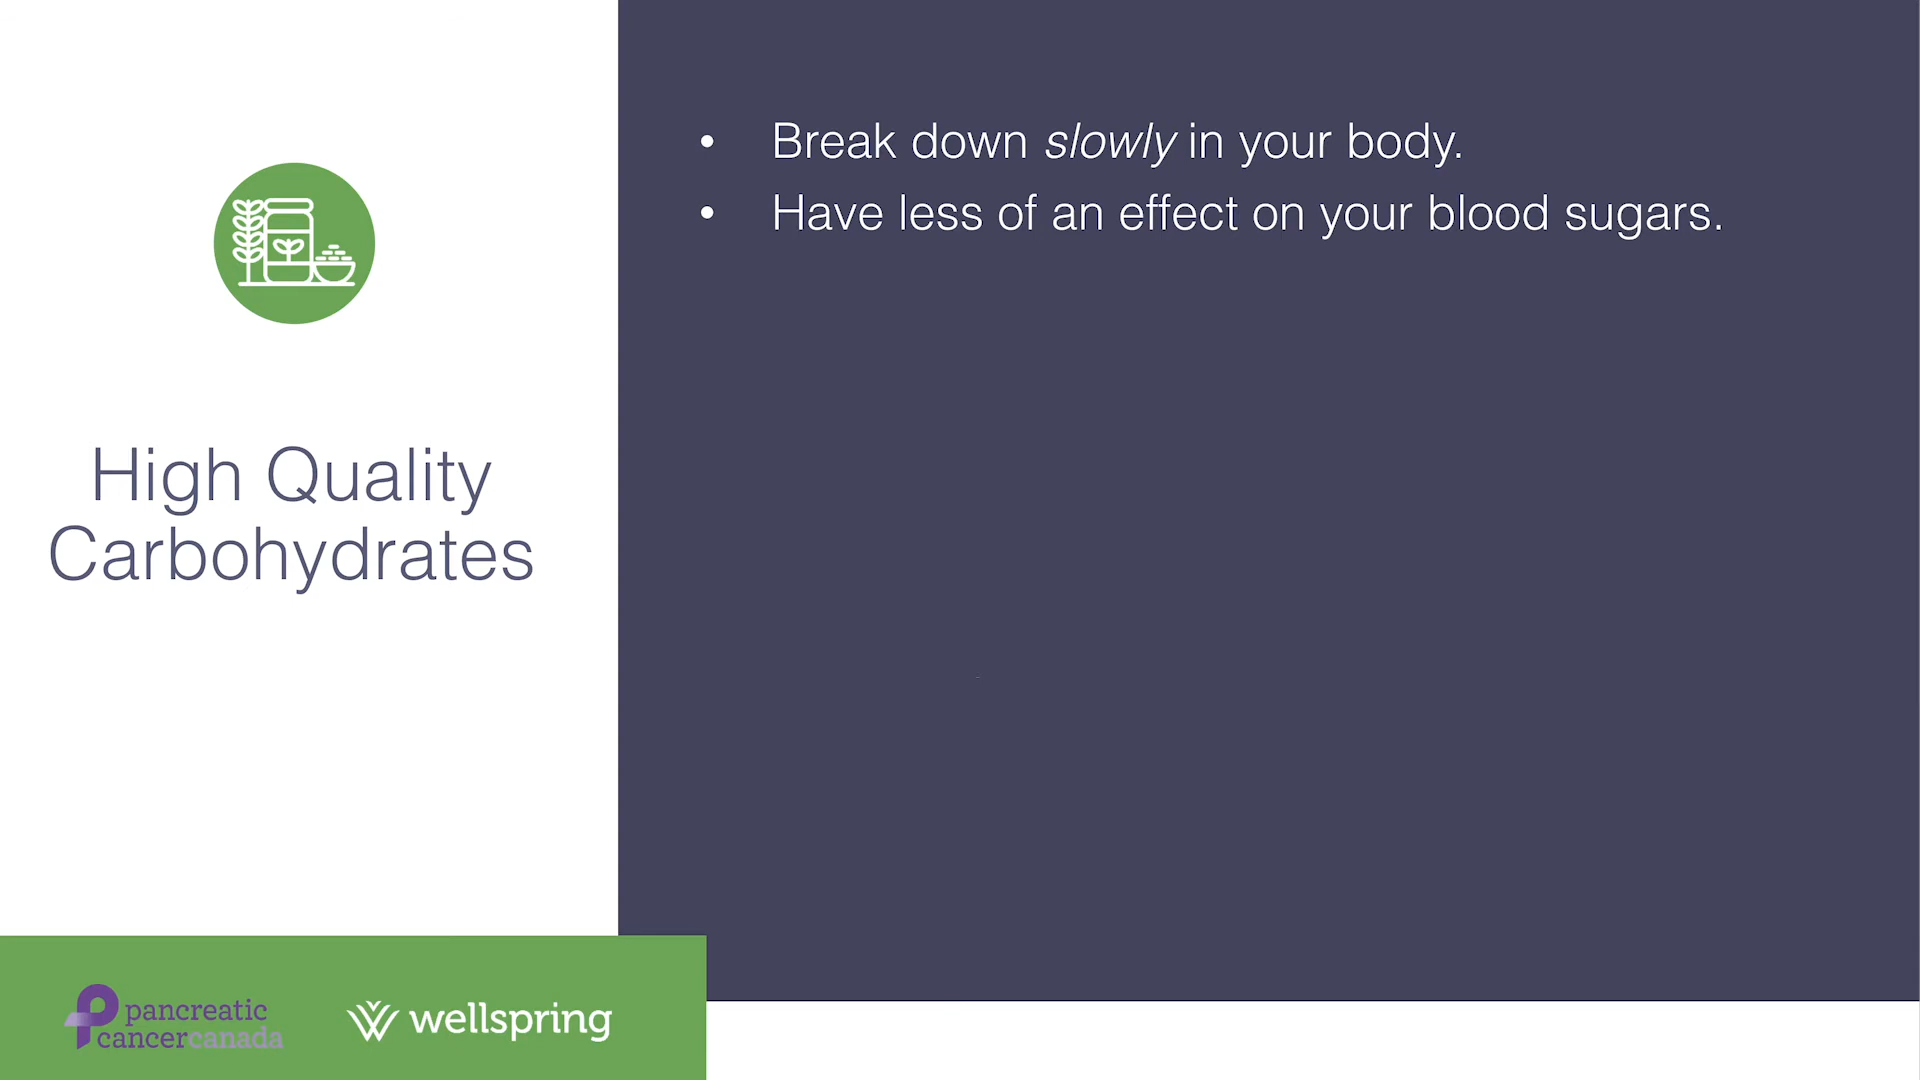 High Quality
Carbohydrates
• Break down slowly in your body.
• Have less of an effect on your blood sugars.
pancreatic
cancercanada
wellspring